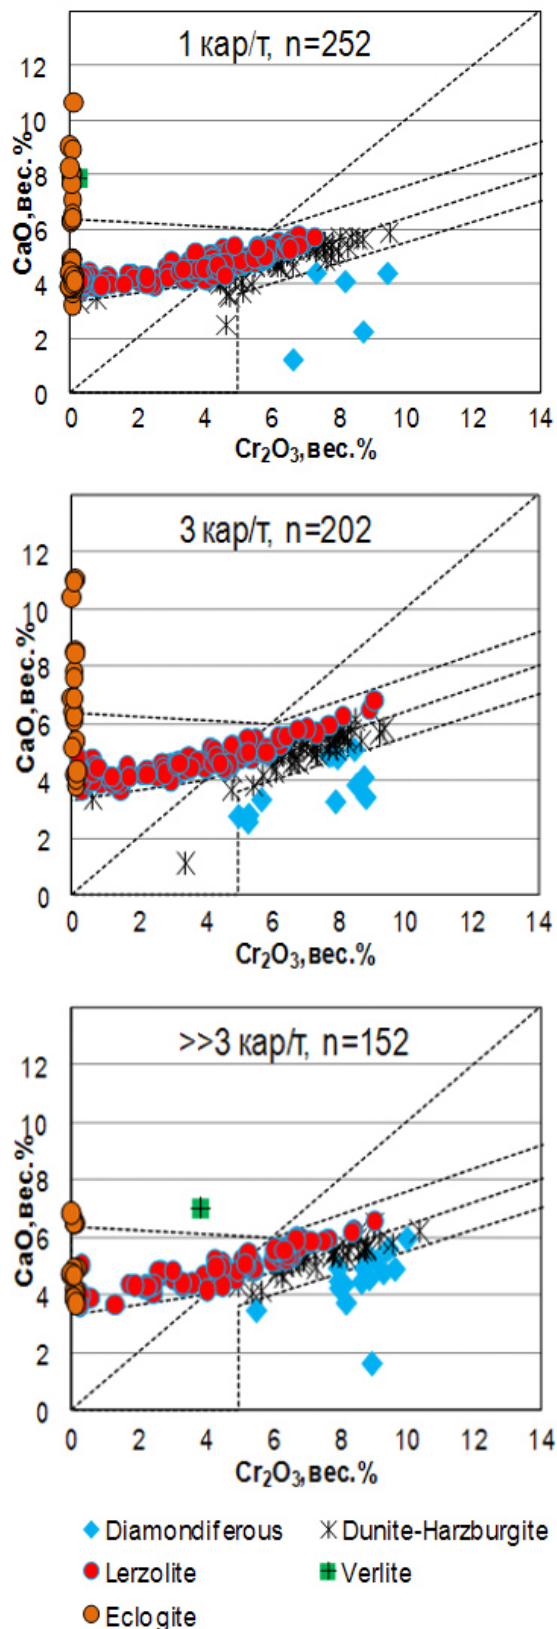 1 кар/т, n=252
CaO,вес.%
12
10
8
6
4
2
0
0 2 4 6 8 10 12 14
Cr₂O₃,вес.%
3 кар/т, n=202
CaO,вес.%
12
10
8
6
4
2
0
0 2 4 6 8 10 12 14
Cr₂O₃,вес.%
>>3 кар/т, n=152
CaO,вес.%
12
10
8
6
4
2
0
0 2 4 6 8 10 12 14
Cr₂O₃,вес.%
Diamondiferous Dunite-Harzburgite
Lerzolite Verlite
Eclogite